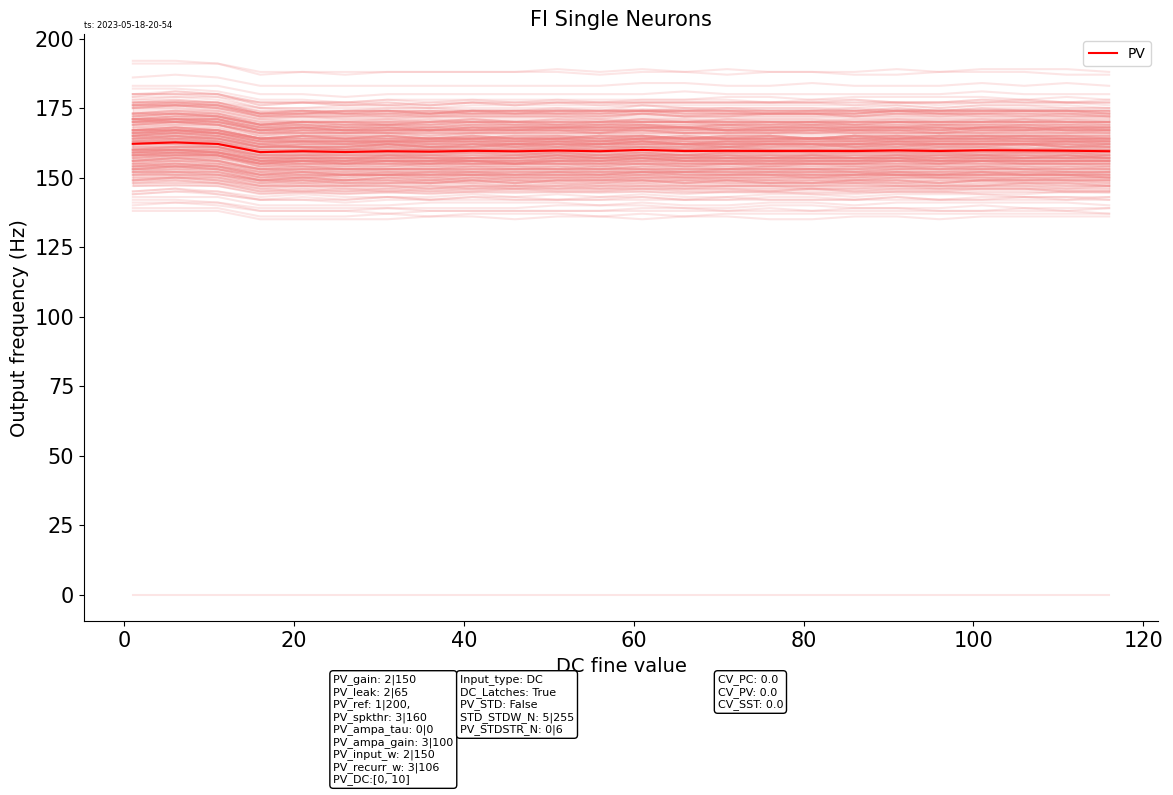 FI Single Neurons
ts: 2023-05-18-20-54
PV
Output frequency (Hz)
200
175
150
125
100
75
50
25
0
0 20 40 60 80 100 120
DC fine value
PV_gain: 2|150
PV_leak: 2|65
PV_ref: 1|200,
PV_spkthr: 3|160
PV_ampa_tau: 0|0
PV_ampa_gain: 3|100
PV_input_w: 2|150
PV_recurr_w: 3|106
PV_DC:[0, 10]
Input_type: DC
DC_Latches: True
PV_STD: False
STD_STDW_N: 5|255
PV_STDSTR_N: 0|6
CV_PC: 0.0
CV_PV: 0.0
CV_SST: 0.0